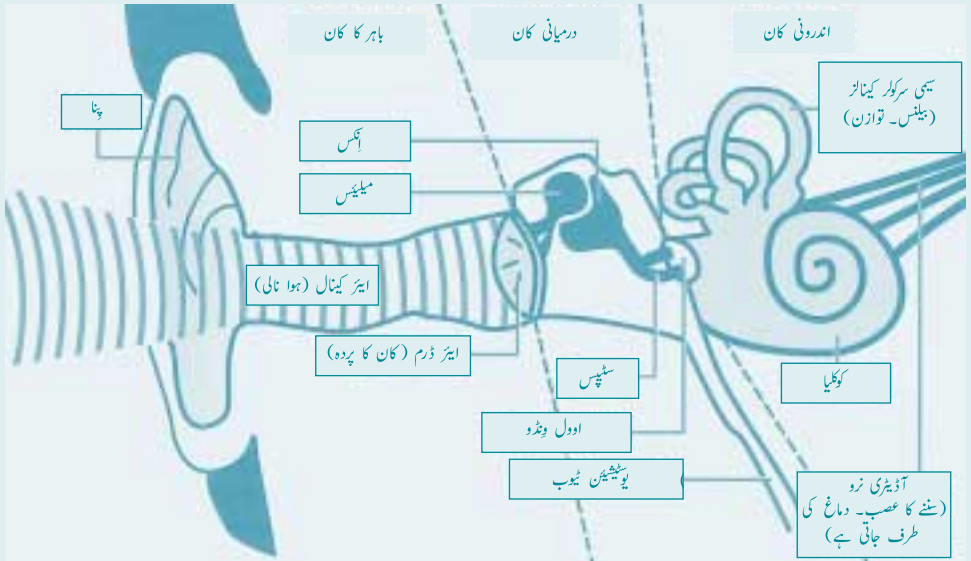 باہر کا کان
درمیانی کان
اندرونی کان
سیمی سرکولر کینالز
(بیلنس۔ توازن)
پِنا
اِنکس
میلیئس
ایئر کینال (ہوا نالی)
ایئر ڈرم (کان کا پردہ)
سٹیپس
کوکلیا
اوول وِنڈو
یوسٹیشیئن ٹیوب
آڈیٹری نرو
(سننے کا عصب۔ دماغ کی
طرف جاتی ہے)